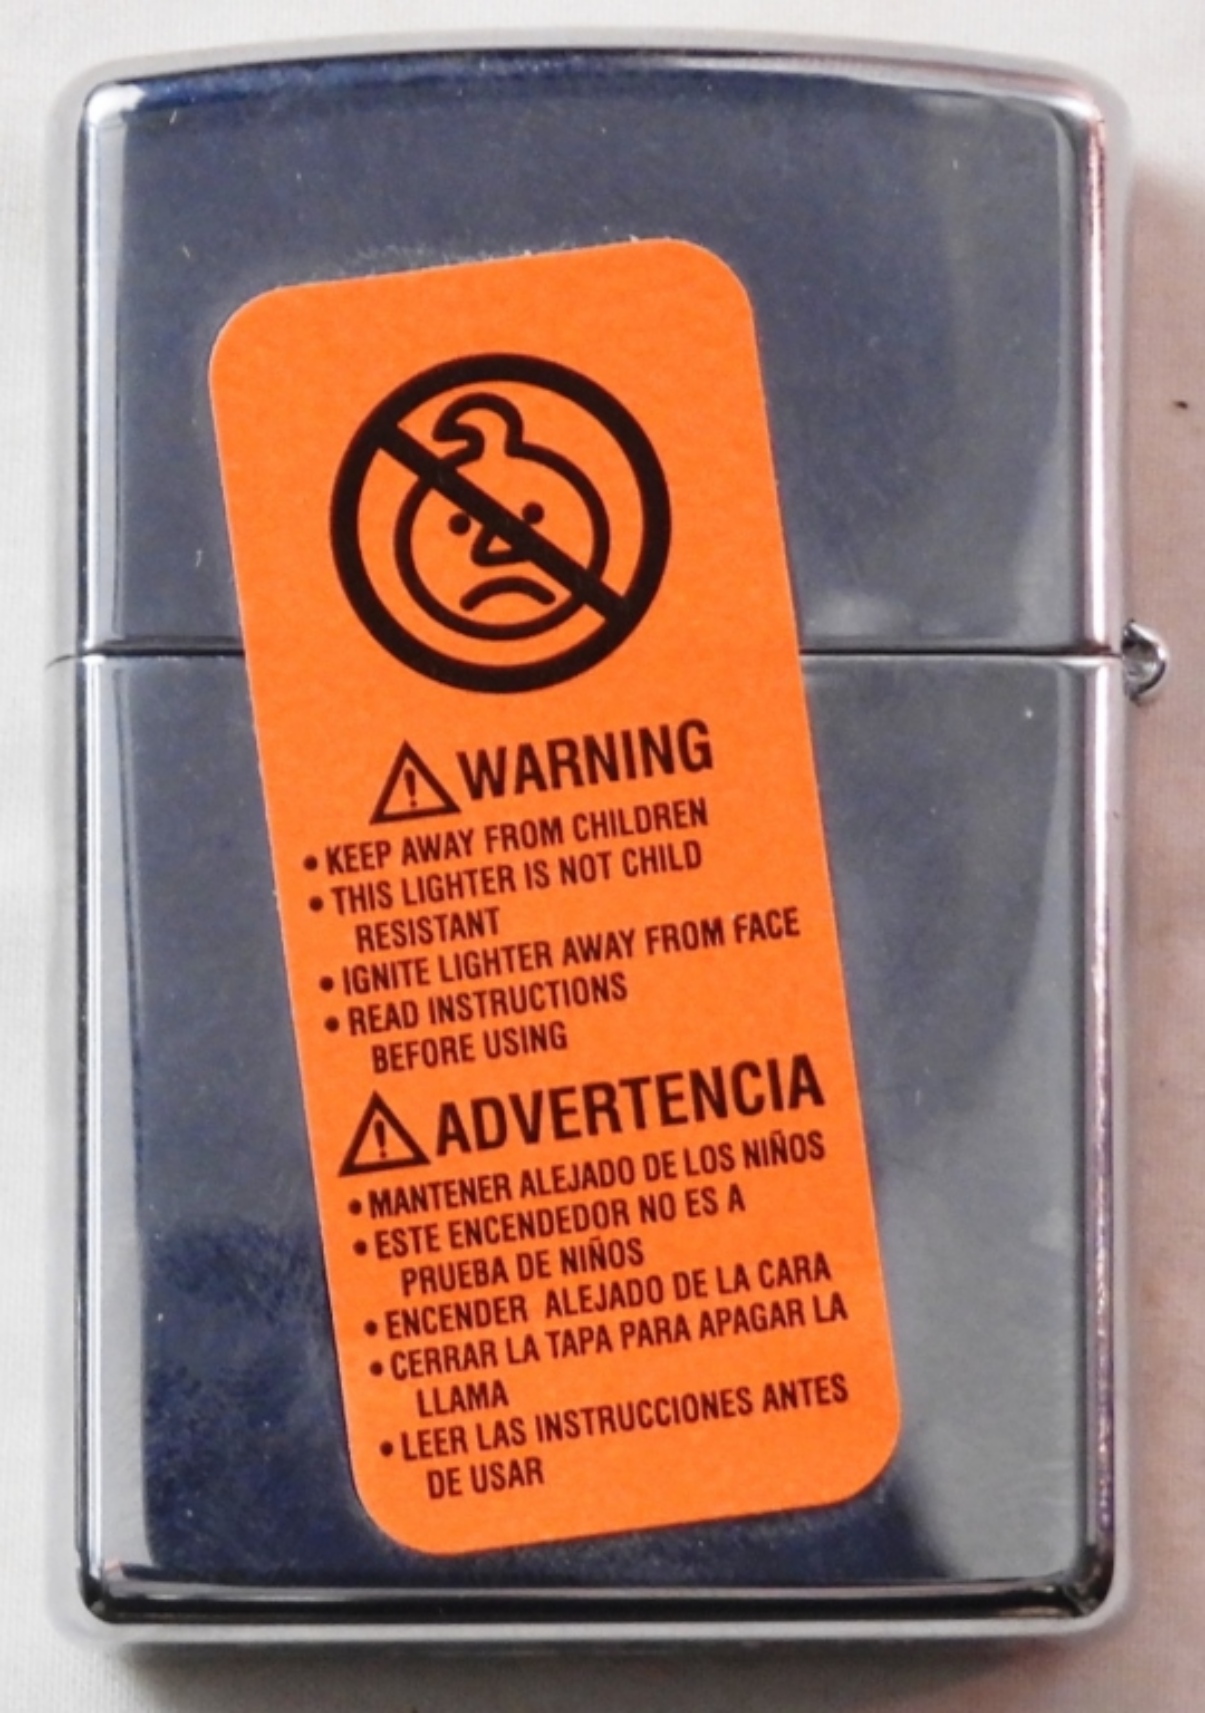 WARNING
• KEEP AWAY FROM CHILDREN
• THIS LIGHTER IS NOT CHILD
RESISTANT
• IGNITE LIGHTER AWAY FROM FACE
• READ INSTRUCTIONS
BEFORE USING
ADVERTENCIA
• MANTENER ALEJADO DE LOS NIÑOS
• ESTE ENCENDEDOR NO ES A
PRUEBA DE NIÑOS
• ENCENDER ALEJADO DE LA CARA
• CERRAR LA TAPA PARA APAGAR LA
LLAMA
• LEER LAS INSTRUCCIONES ANTES
DE USAR